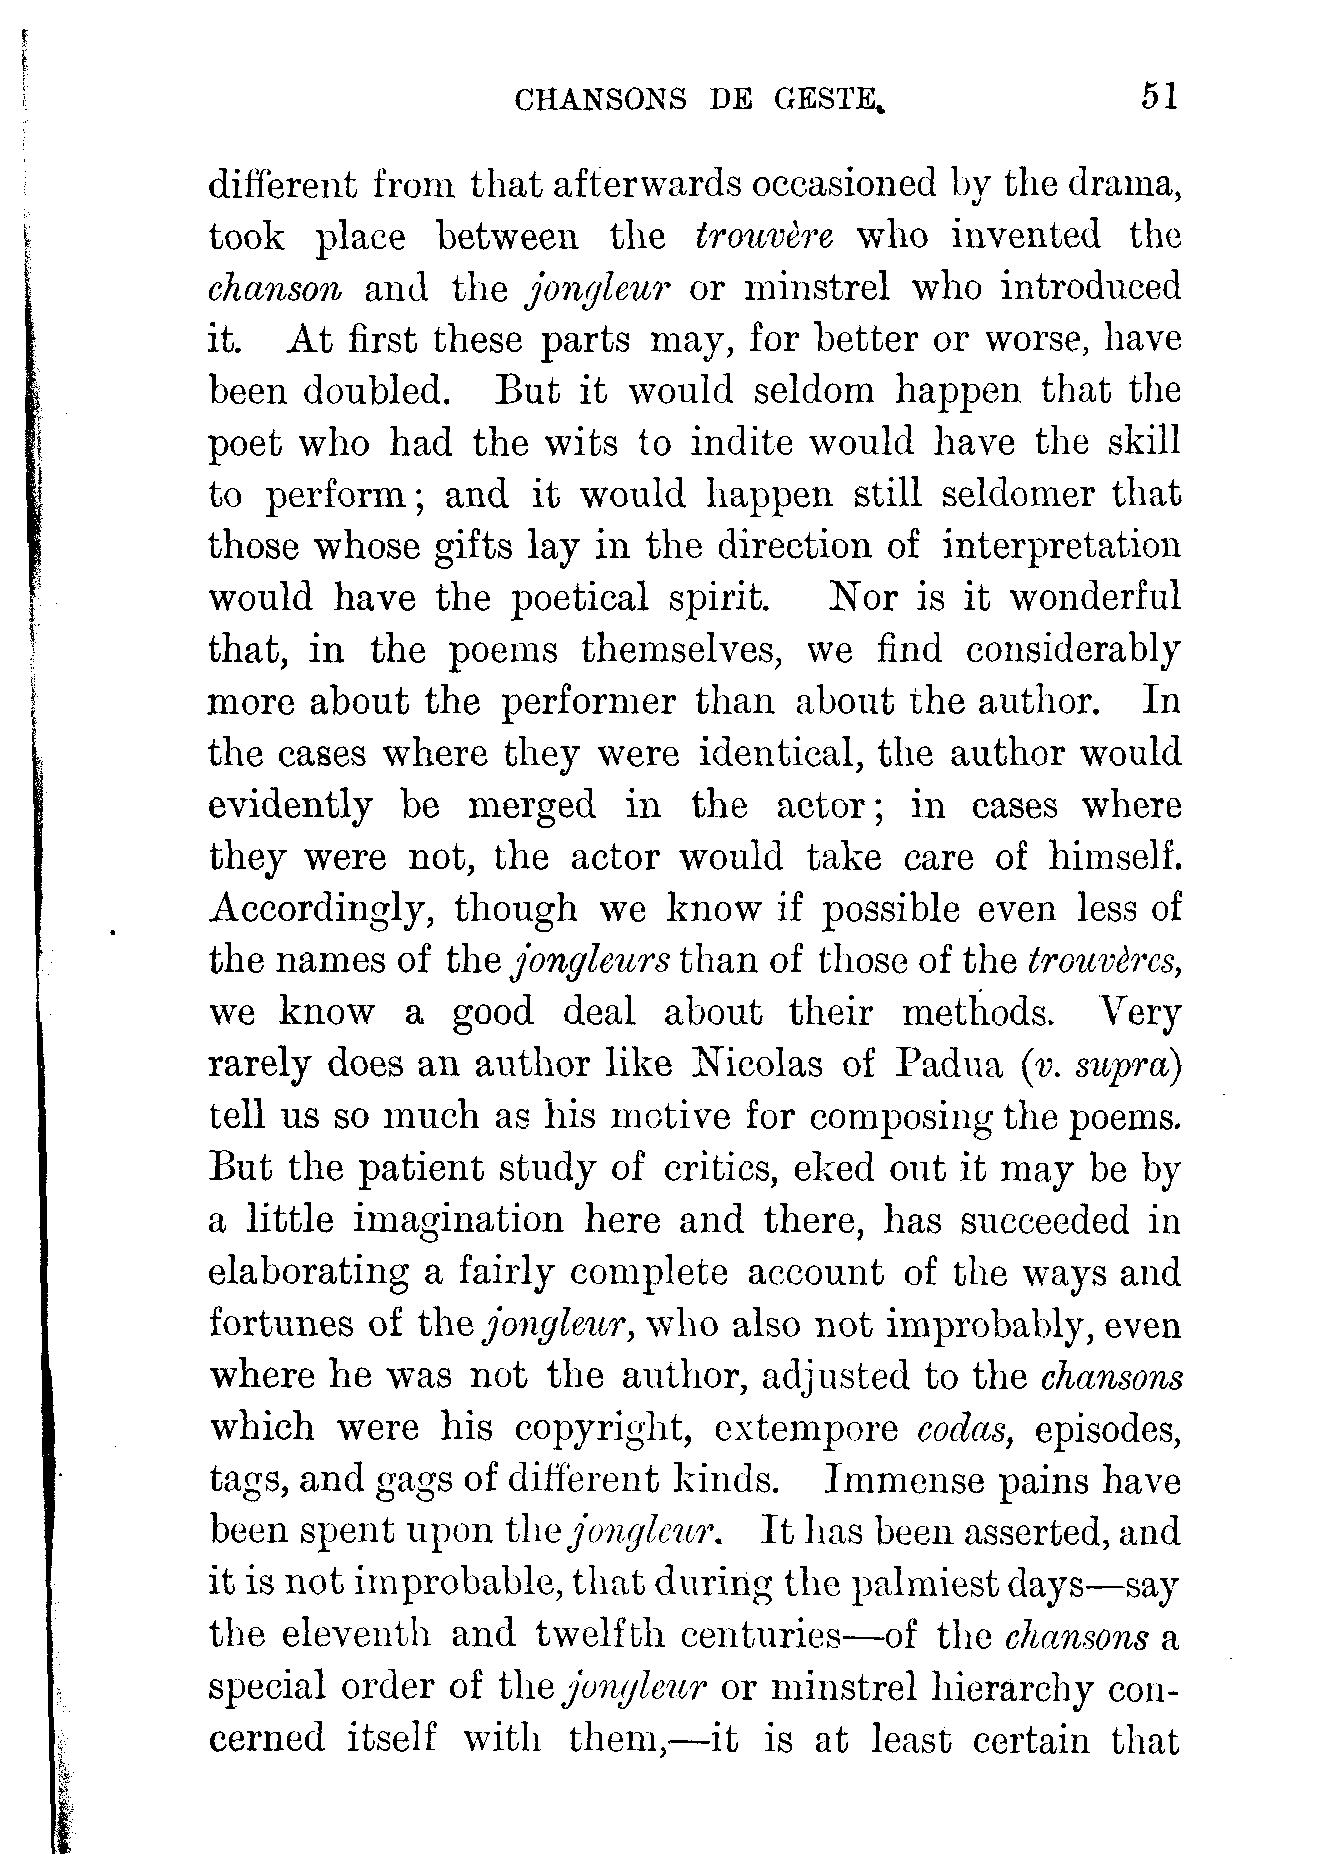 CHANSONS DE GESTE. 51
different from that afterwards occasioned by the drama,
took place between the trouvère who invented the
chanson and the jongleur or minstrel who introduced
it. At first these parts may, for better or worse, have
been doubled. But it would seldom happen that the
poet who had the wits to indite would have the skill
to perform; and it would happen still seldomer that
those whose gifts lay in the direction of interpretation
would have the poetical spirit. Nor is it wonderful
that, in the poems themselves, we find considerably
more about the performer than about the author. In
the cases where they were identical, the author would
evidently be merged in the actor; in cases where
they were not, the actor would take care of himself.
Accordingly, though we know if possible even less of
the names of the jongleurs than of those of the trouvères,
we know a good deal about their methods. Very
rarely does an author like Nicolas of Padua (v. supra)
tell us so much as his motive for composing the poems.
But the patient study of critics, eked out it may be by
a little imagination here and there, has succeeded in
elaborating a fairly complete account of the ways and
fortunes of the jongleur, who also not improbably, even
where he was not the author, adjusted to the chansons
which were his copyright, extempore codas, episodes,
tags, and gags of different kinds. Immense pains have
been spent upon the jongleur. It has been asserted, and
it is not improbable, that during the palmiest days—say
the eleventh and twelfth centuries—of the chansons a
special order of the jongleur or minstrel hierarchy con-
cerned itself with them,—it is at least certain that